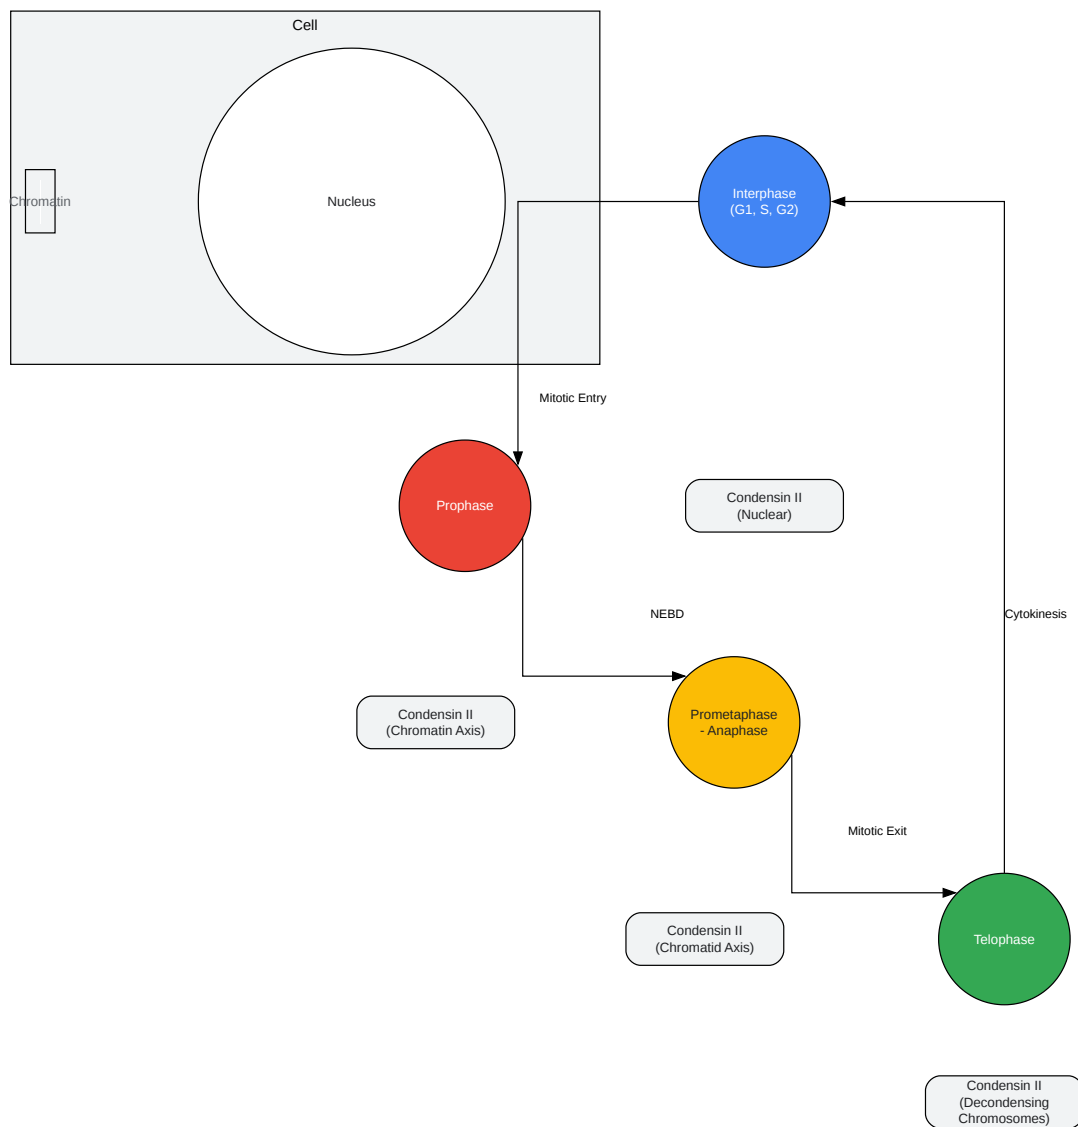 Cell
Chromatin
Nucleus
Interphase
(G1, S, G2)
Mitotic Entry
Prophase
Condensin II
(Nuclear)
NEBD
Cytokinesis
Condensin II
(Chromatin Axis)
Prometaphase
- Anaphase
Mitotic Exit
Condensin II
(Chromatid Axis)
Telophase
Condensin II
(Decondensing
Chromosomes)